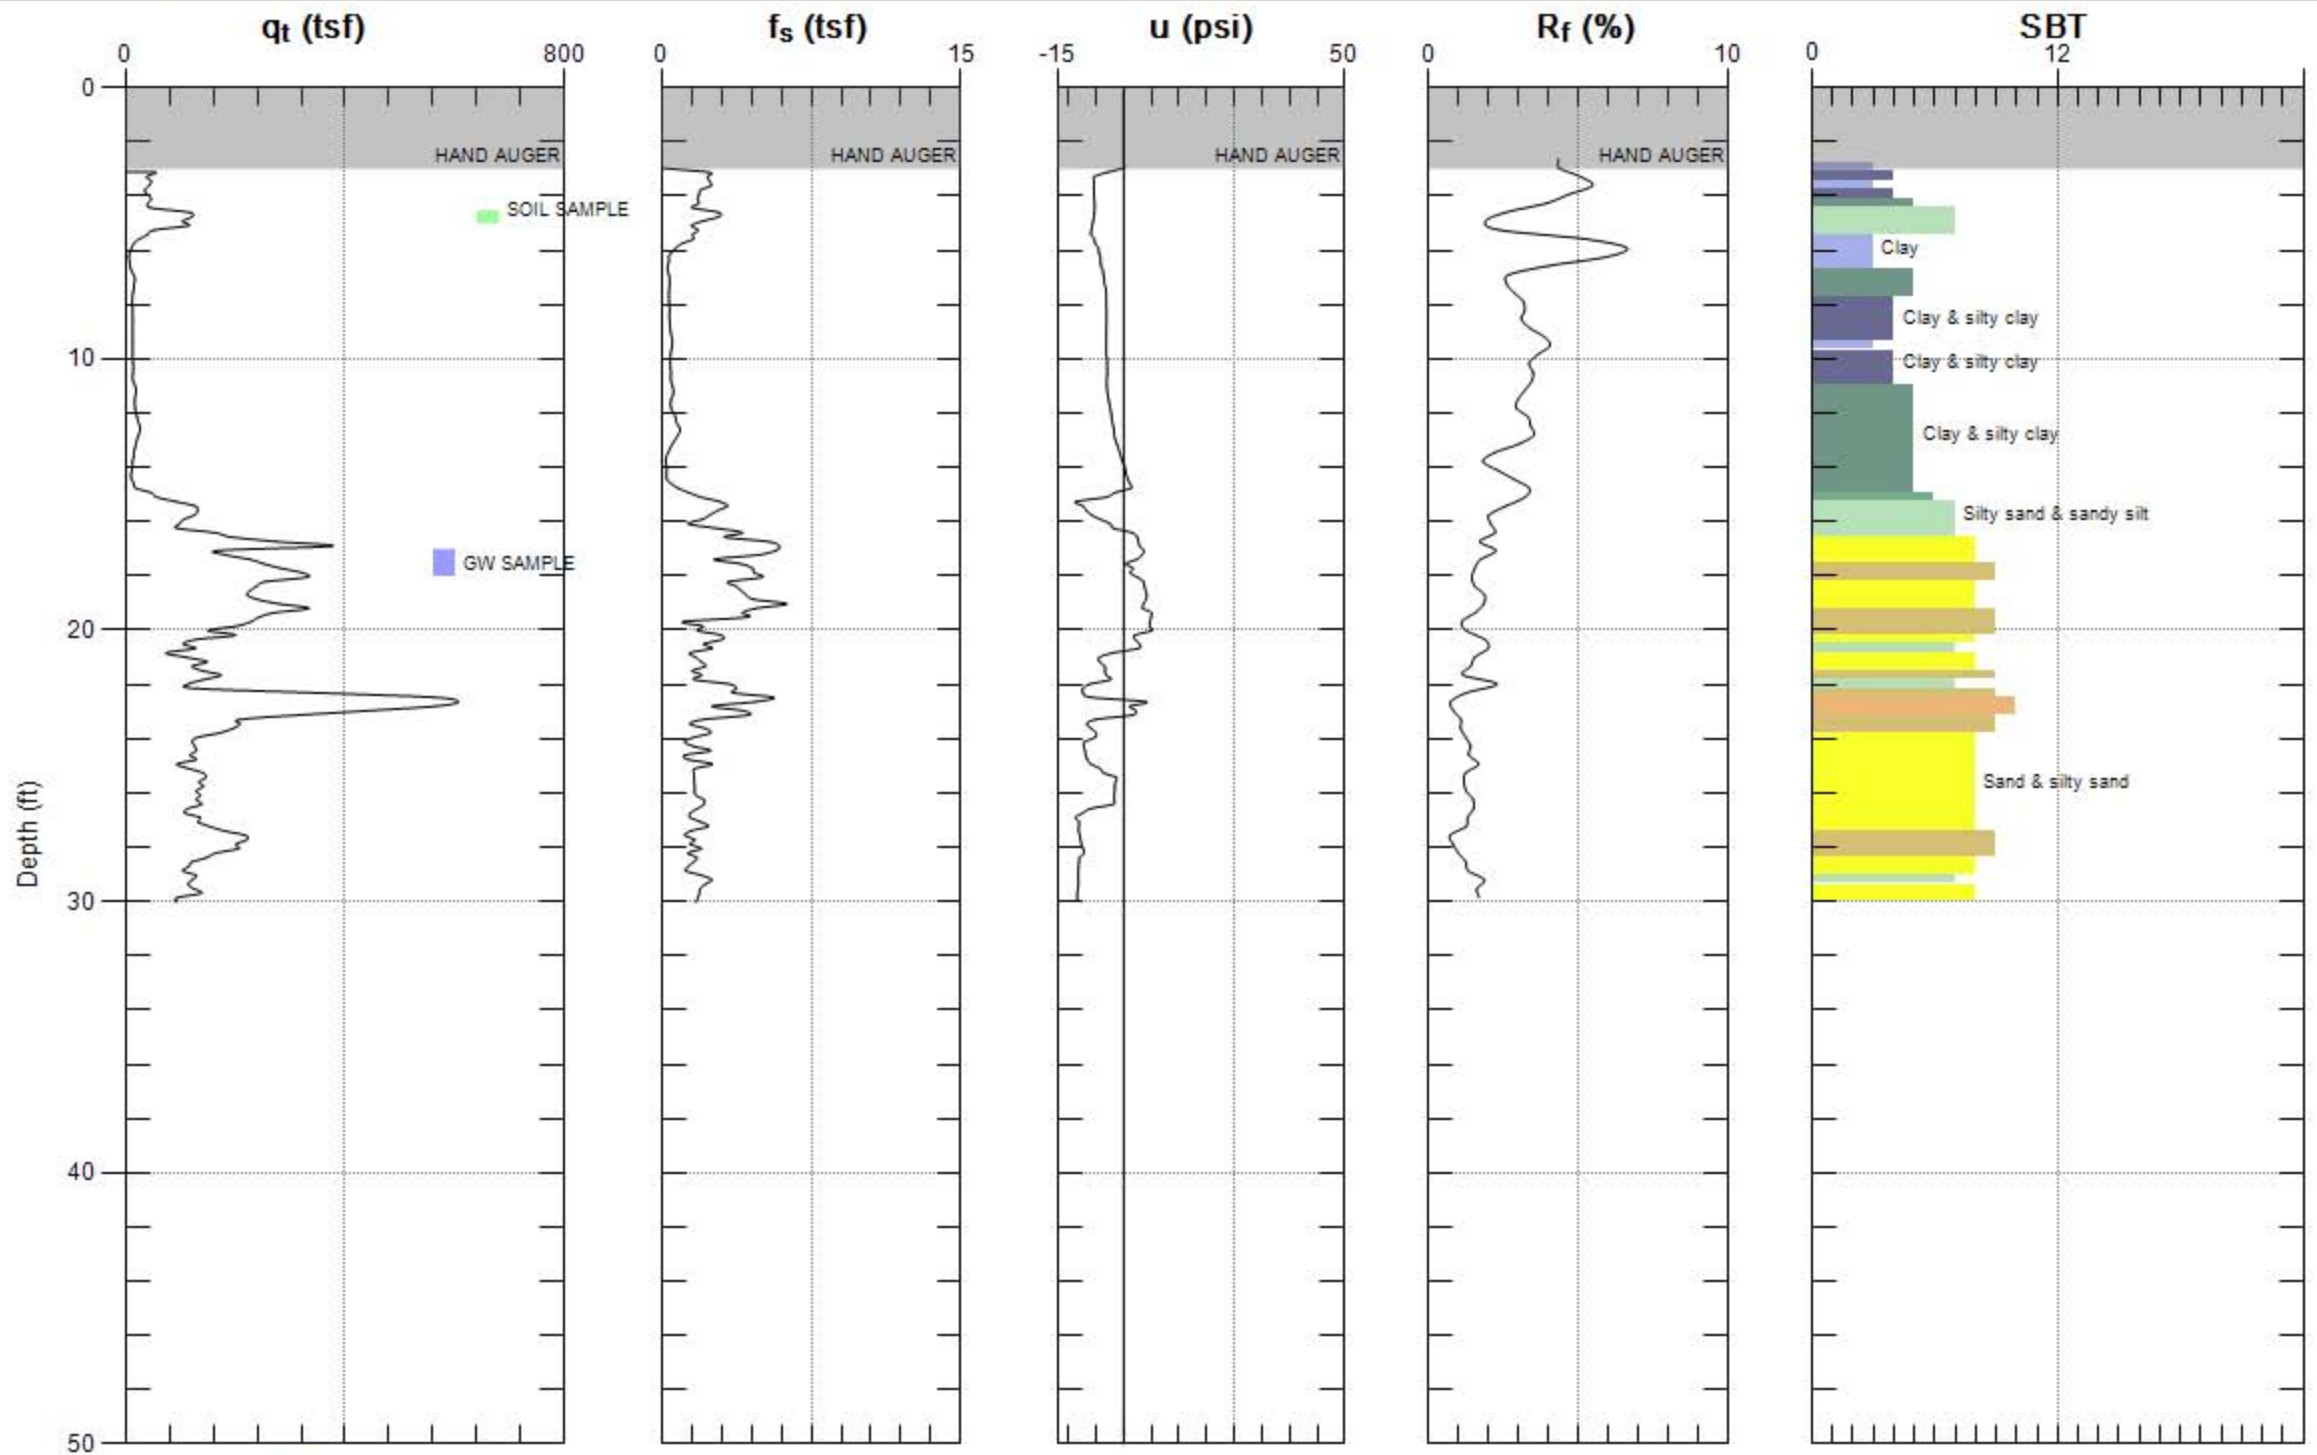 qt (tsf) fs (tsf) u (psi) Rf (%) SBT
0 800 0 15 -15 50 0 10 0 12
0
HAND AUGER HAND AUGER HAND AUGER HAND AUGER
SOIL SAMPLE
Clay
Clay & silty clay
10
Clay & silty clay
Clay & silty clay
Silty sand & sandy silt
GW SAMPLE
20
Sand & silty sand
Depth (ft)
30
40
50